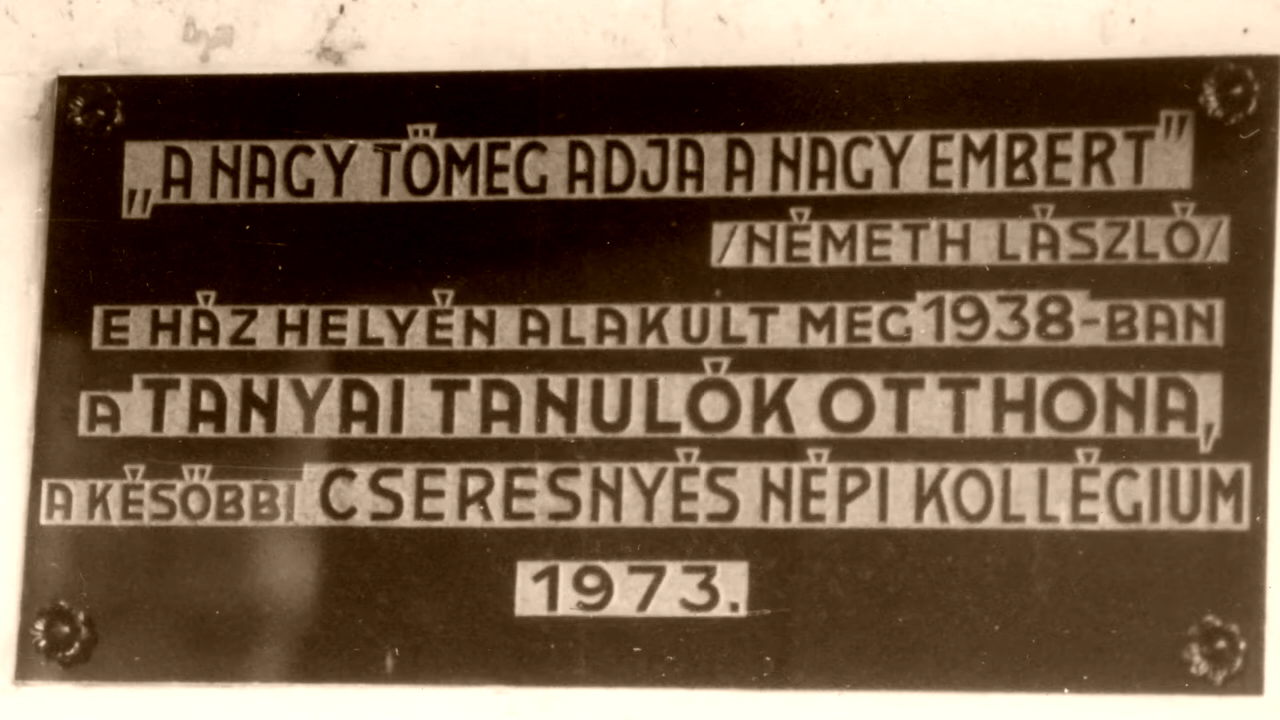 „A NAGY TÖMEG ADJA A NAGY EMBERT”
/NÉMETH LÁSZLÓ/
E HÁZ HELYÉN ALAKULT MEG 1938-BAN
A TANYAI TANULÓK OTTHONA,
A KÉSŐBBI CSERESNYÉS NÉPI KOLLÉGIUM
1973.